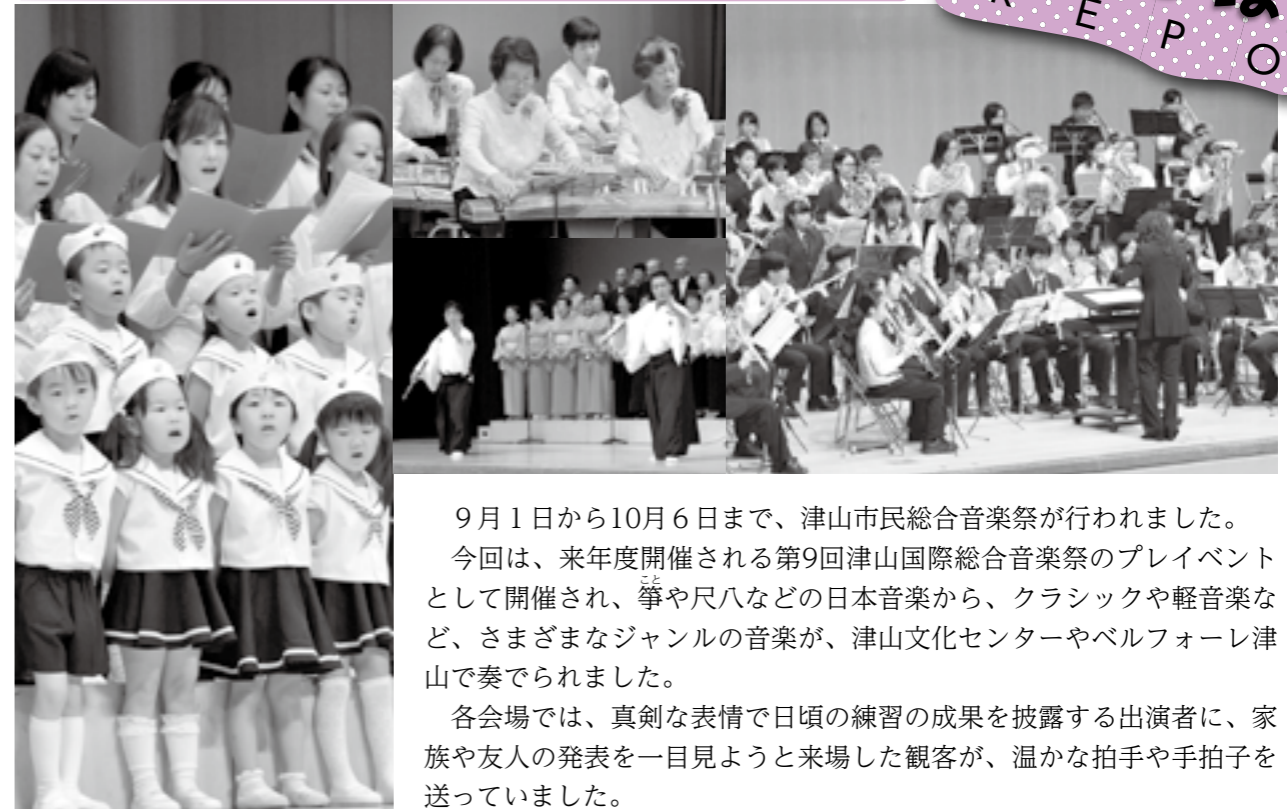 REPO
９月１日から10月６日まで、津山市民総合音楽祭が行われました。
今回は、来年度開催される第9回津山国際総合音楽祭のプレイベント
こと
として開催され、箏や尺八などの日本音楽から、クラシックや軽音楽な
ど、さまざまなジャンルの音楽が、津山文化センターやベルフォーレ津
山で奏でられました。
各会場では、真剣な表情で日頃の練習の成果を披露する出演者に、家
族や友人の発表を一目見ようと来場した観客が、温かな拍手や手拍子を
送っていました。